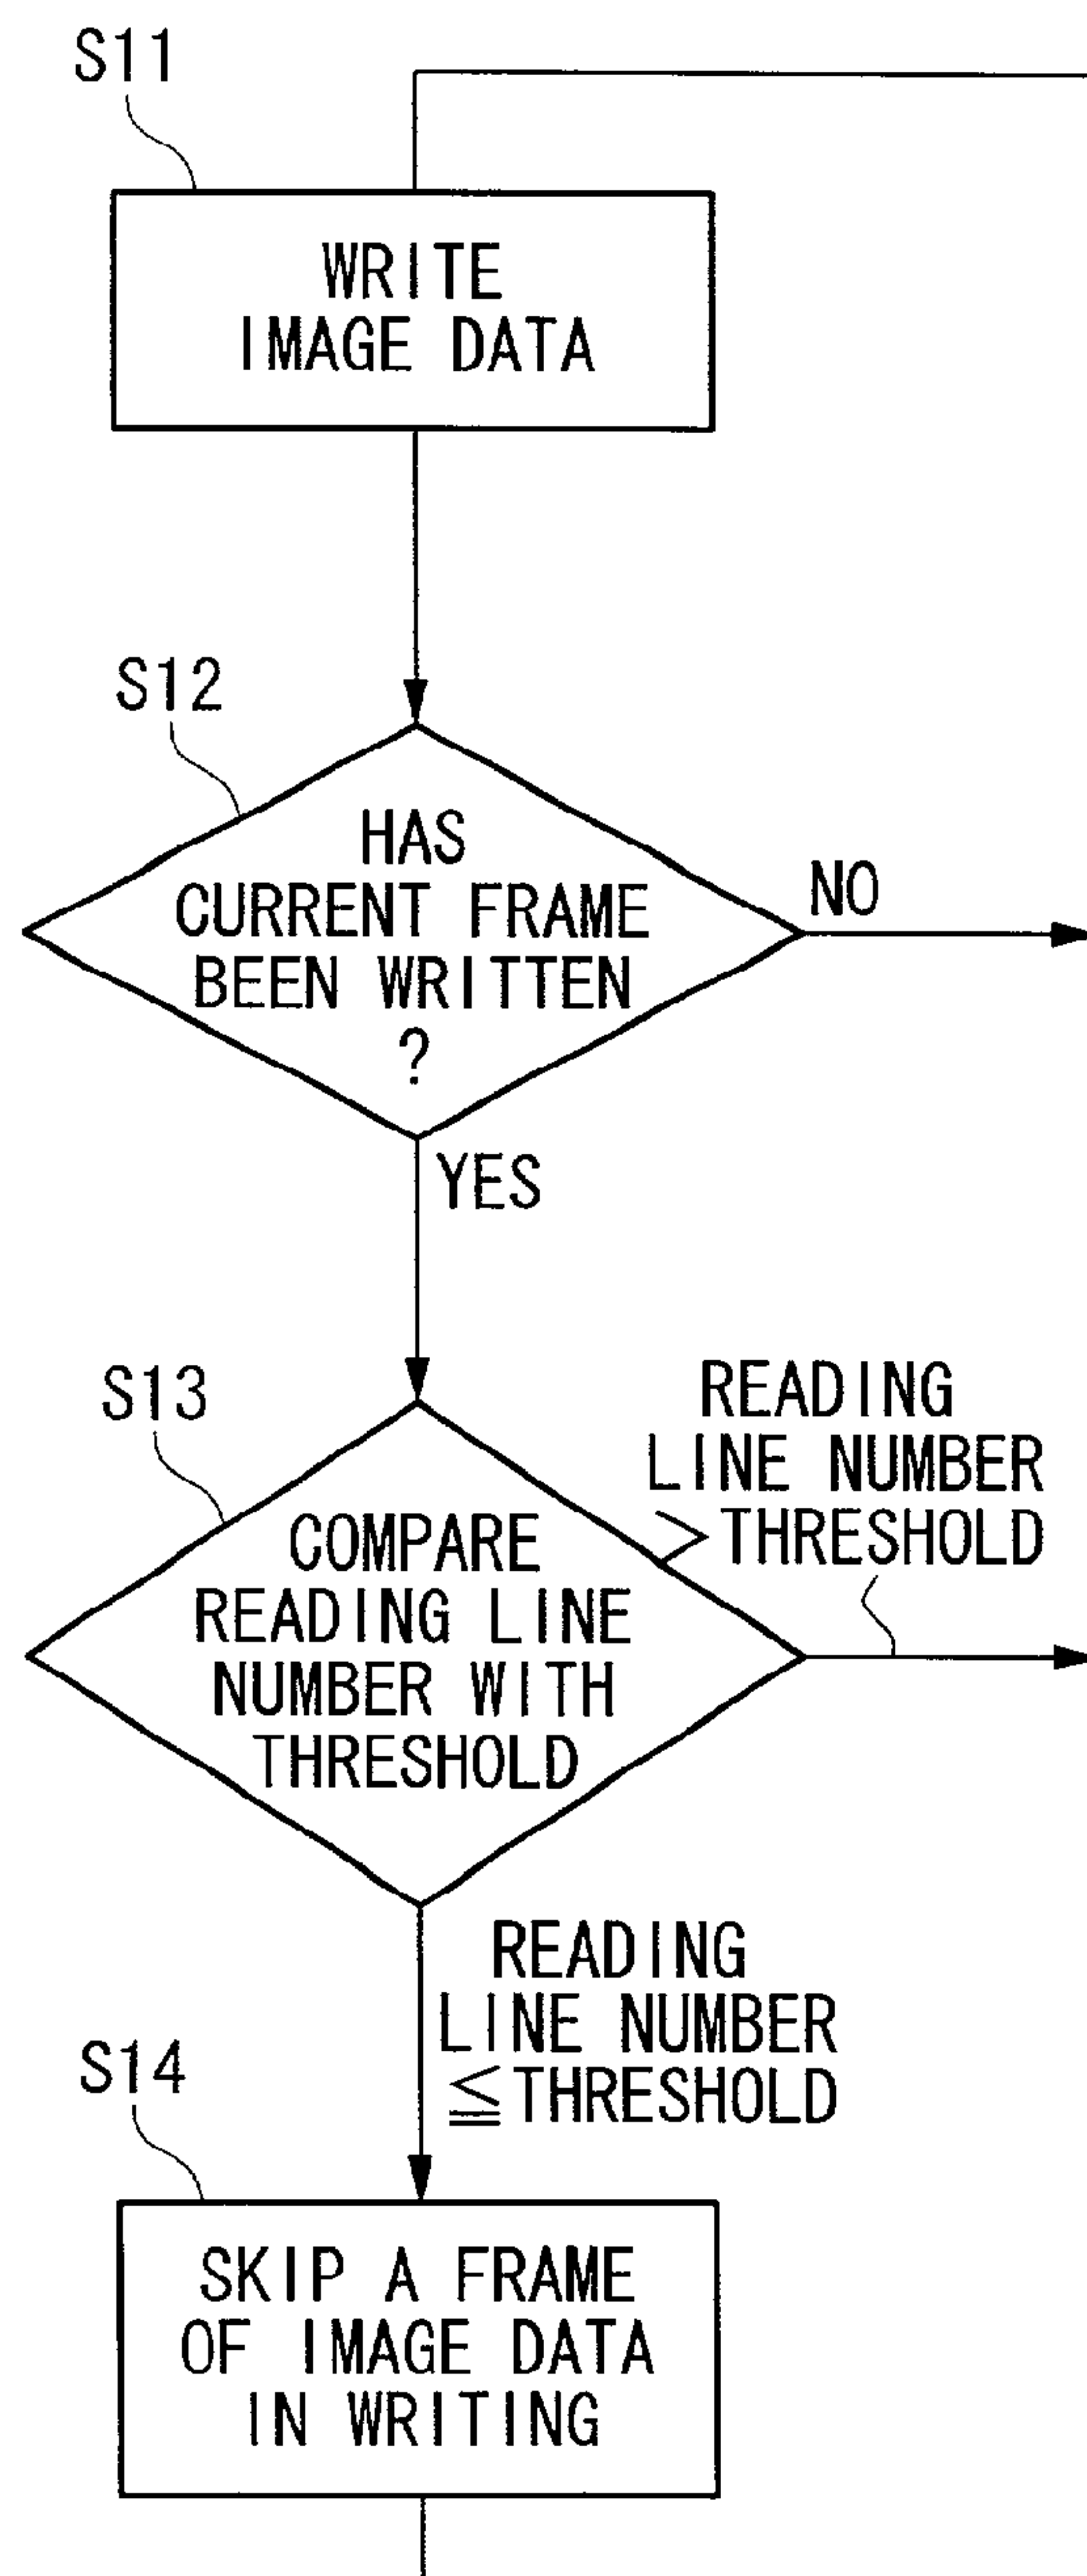 S11
WRITE
IMAGE DATA
S12
HAS
CURRENT FRAME
BEEN WRITTEN
?
NO
YES
S13
COMPARE
READING LINE
NUMBER WITH
THRESHOLD
READING
LINE NUMBER
> THRESHOLD
READING
LINE NUMBER
≦ THRESHOLD
S14
SKIP A FRAME
OF IMAGE DATA
IN WRITING